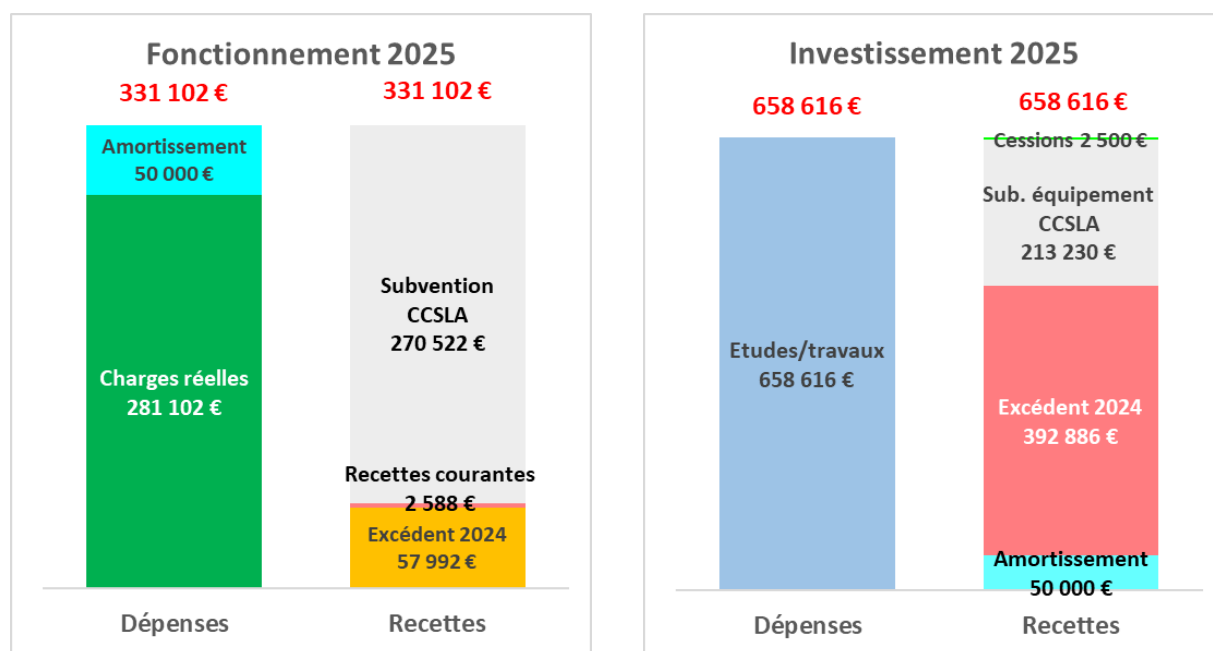 Fonctionnement 2025
331 102 €
331 102 €
Amortissement
50 000 €
Charges réelles
281 102 €
Subvention
CCSLA
270 522 €
Recettes courantes
2 588 €
Excédent 2024
57 992 €
Dépenses
Recettes
Investissement 2025
658 616 €
658 616 €
Etudes/travaux
658 616 €
Cessions 2 500 €
Sub. équipement
CCSLA
213 230 €
Excédent 2024
392 886 €
Amortissement
50 000 €
Dépenses
Recettes